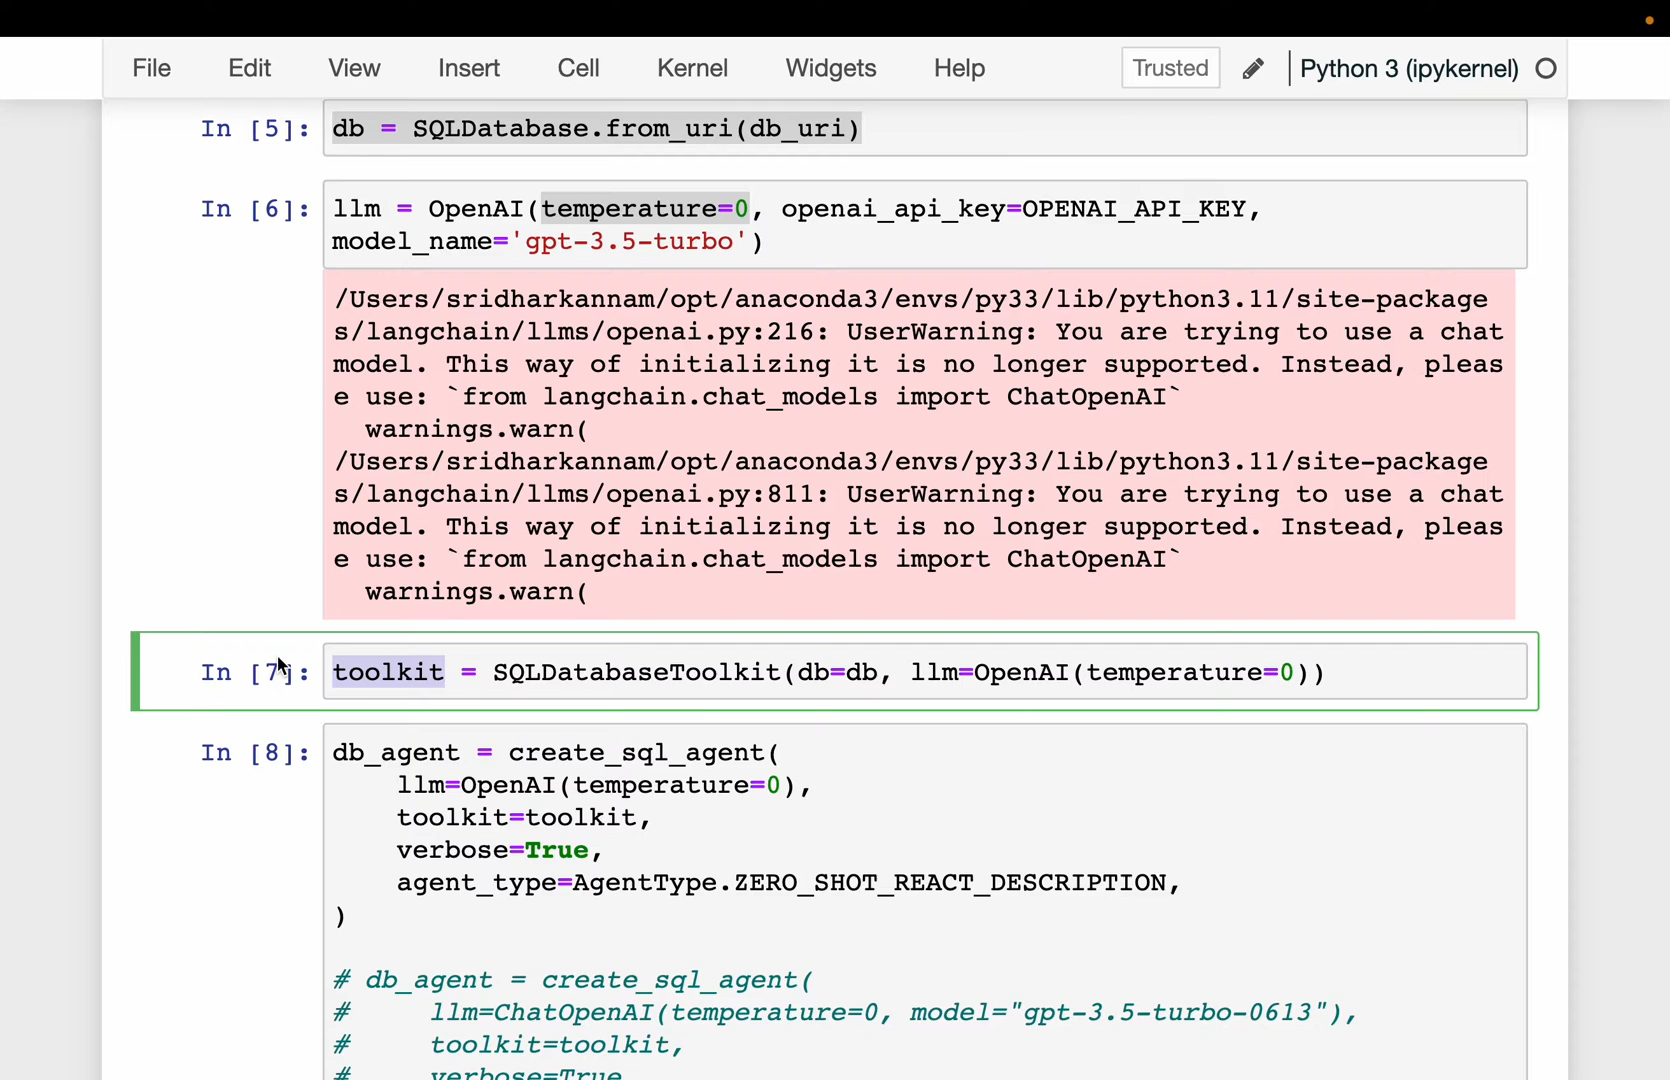 File Edit View Insert Cell Kernel Widgets Help Trusted Python 3 (ipykernel)
In [5]: db = SQLDatabase.from_uri(db_uri)
In [6]: llm = OpenAI(temperature=0, openai_api_key=OPENAI_API_KEY,
model_name='gpt-3.5-turbo')
/Users/sridharkannam/opt/anaconda3/envs/py33/lib/python3.11/site-package
s/langchain/llms/openai.py:216: UserWarning: You are trying to use a chat
model. This way of initializing it is no longer supported. Instead, pleas
e use: `from langchain.chat_models import ChatOpenAI`
warnings.warn(
/Users/sridharkannam/opt/anaconda3/envs/py33/lib/python3.11/site-package
s/langchain/llms/openai.py:811: UserWarning: You are trying to use a chat
model. This way of initializing it is no longer supported. Instead, pleas
e use: `from langchain.chat_models import ChatOpenAI`
warnings.warn(
In [7]: toolkit = SQLDatabaseToolkit(db=db, llm=OpenAI(temperature=0))
In [8]: db_agent = create_sql_agent(
llm=OpenAI(temperature=0),
toolkit=toolkit,
verbose=True,
agent_type=AgentType.ZERO_SHOT_REACT_DESCRIPTION,
)
# db_agent = create_sql_agent(
# llm=ChatOpenAI(temperature=0, model="gpt-3.5-turbo-0613"),
# toolkit=toolkit,
# verbose=True